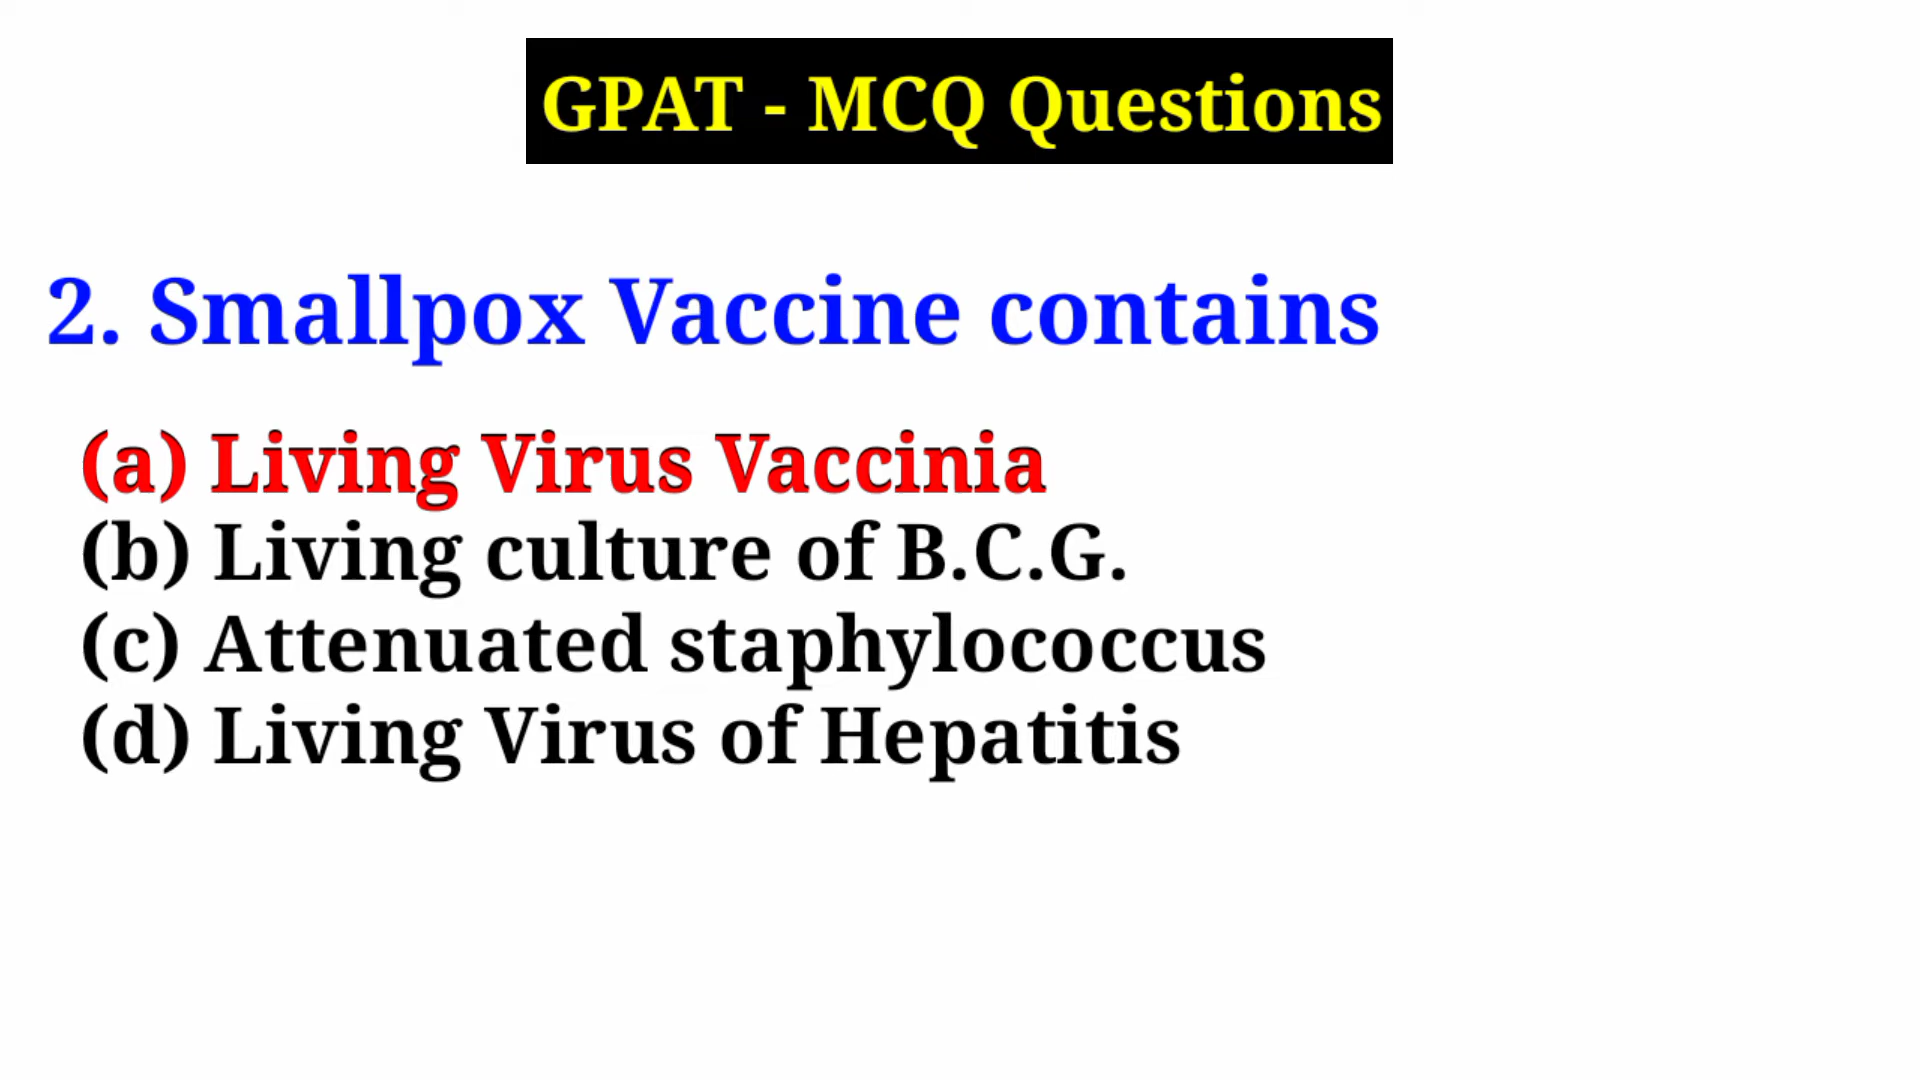 GPAT - MCQ Questions
2. Smallpox Vaccine contains
(a) Living Virus Vaccinia
(b) Living culture of B.C.G.
(c) Attenuated staphylococcus
(d) Living Virus of Hepatitis